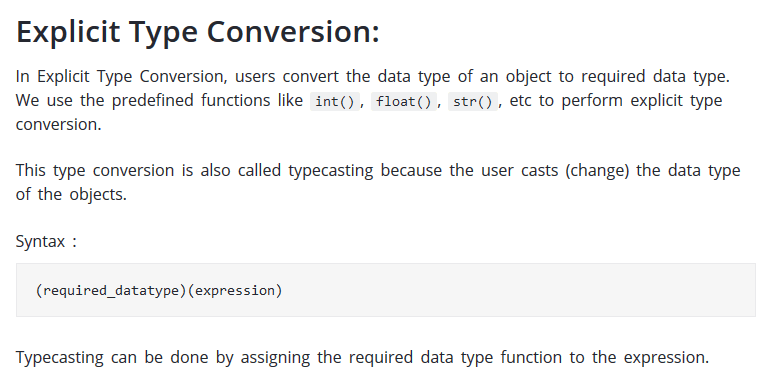 Explicit Type Conversion:
In Explicit Type Conversion, users convert the data type of an object to required data type.
We use the predefined functions like int(), float(), str(), etc to perform explicit type
conversion.
This type conversion is also called typecasting because the user casts (change) the data type
of the objects.
Syntax :
(required_datatype)(expression)
Typecasting can be done by assigning the required data type function to the expression.